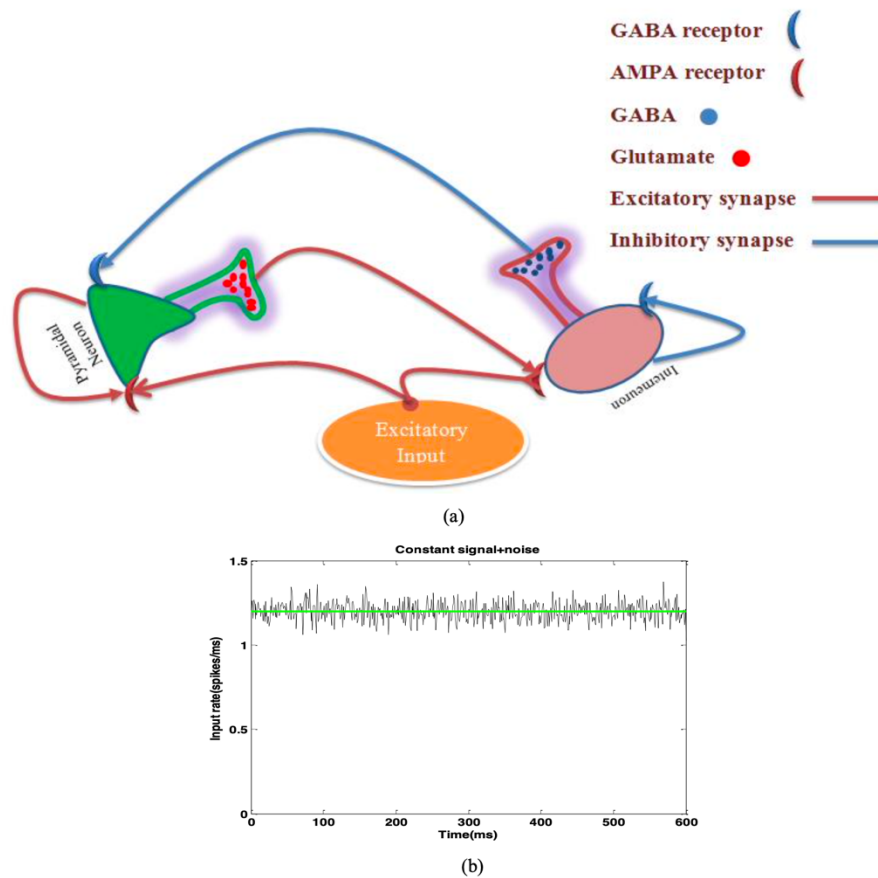 GABA receptor
AMPA receptor
GABA
Glutamate
Excitatory synapse
Inhibitory synapse
Pyramidal
Neuron
Interneuron
Excitatory
Input
(a)
Constant signal+noise
Input rate(spikes/ms)
1.5
1
0.5
0
0 100 200 300 400 500 600
Time(ms)
(b)